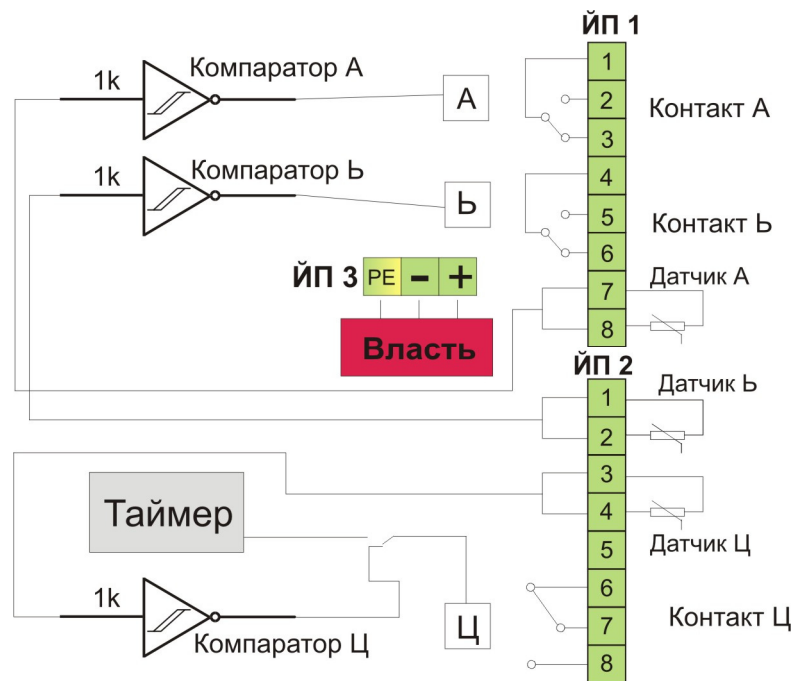 ЙП 1
1k
Компаратор А
А
1
2
3
Контакт А
1k
Компаратор Ь
Ь
4
5
6
Контакт Ь
ЙП 3
PE - +
Власть
7
8
Датчик А
ЙП 2
1
2
Датчик Ь
3
4
Датчик Ц
Таймер
5
6
7
8
Контакт Ц
1k
Компаратор Ц
Ц